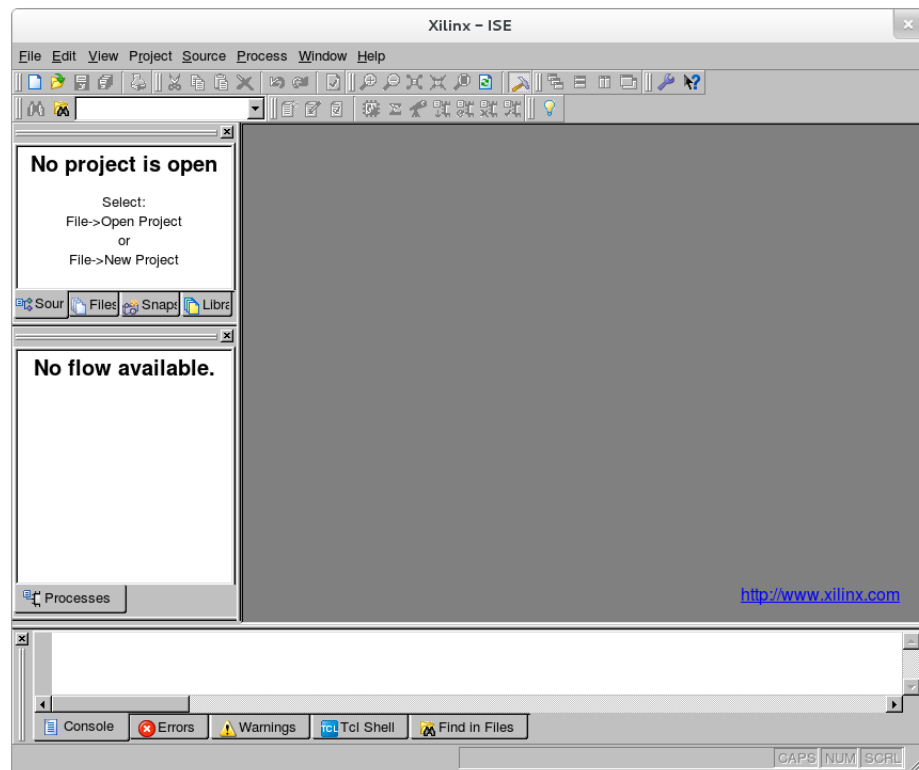 Xilinx – ISE
File Edit View Project Source Process Window Help
No project is open
Select:
File->Open Project
or
File->New Project
Sour Files Snaps Libra
No flow available.
Processes
http://www.xilinx.com
Console Errors Warnings TCL Tcl Shell Find in Files
CAPS NUM SCRL